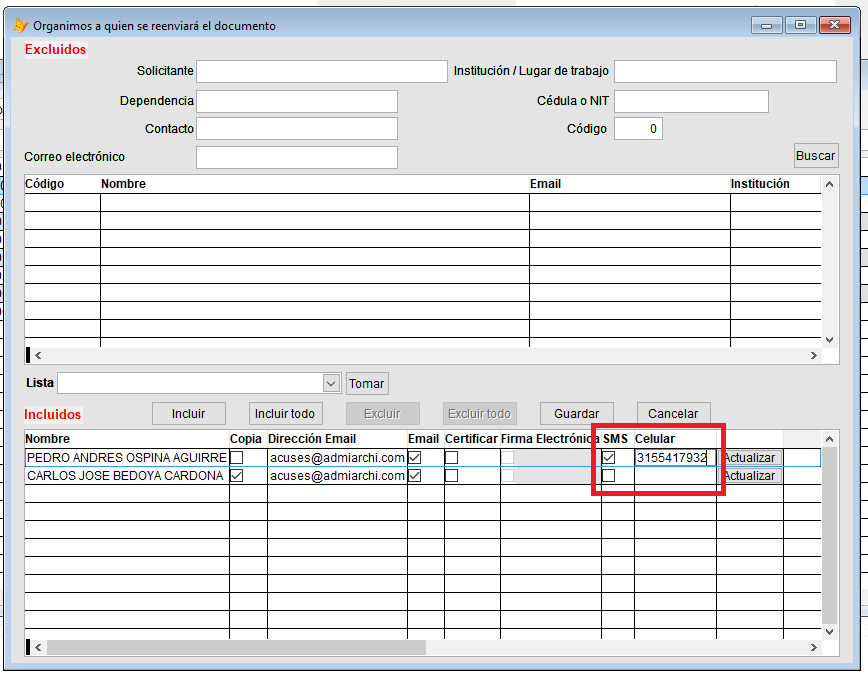 Organimos a quien se reenviará el documento
Excluidos
Solicitante Institución / Lugar de trabajo
Dependencia Cédula o NIT
Contacto Código 0
Correo electrónico Buscar
Código Nombre Email Institución
Lista Tomar
Incluidos Incluir Incluir todo Excluir Excluir todo Guardar Cancelar
Nombre Copia Dirección Email Email Certificar Firma Electrónica SMS Celular
PEDRO ANDRES OSPINA AGUIRRE acuses@admiarchi.com 3155417932 Actualizar
CARLOS JOSE BEDOYA CARDONA acuses@admiarchi.com Actualizar